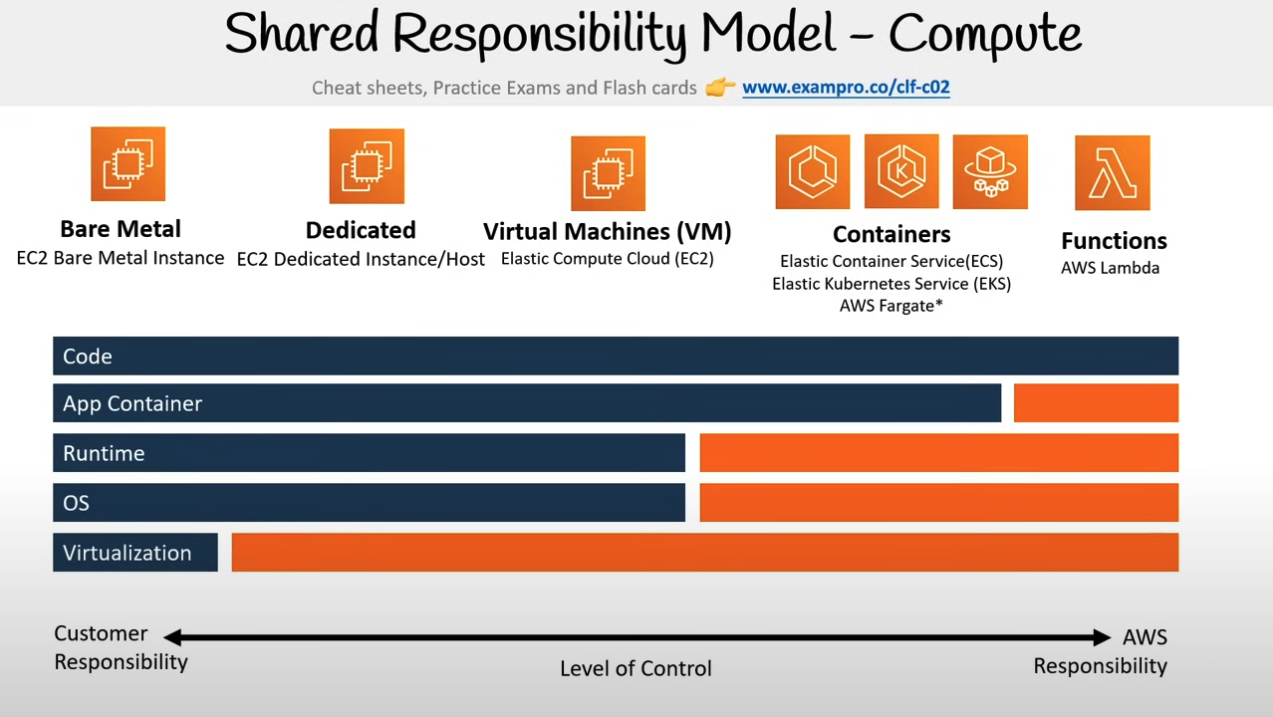 Shared Responsibility Model – Compute
Cheat sheets, Practice Exams and Flash cards 👉 www.exampro.co/clf-c02
Bare Metal
EC2 Bare Metal Instance
Dedicated
EC2 Dedicated Instance/Host
Virtual Machines (VM)
Elastic Compute Cloud (EC2)
K
Containers
Elastic Container Service(ECS)
Elastic Kubernetes Service (EKS)
AWS Fargate*
Functions
AWS Lambda
Code
App Container
Runtime
OS
Virtualization
Customer
Responsibility
Level of Control
AWS
Responsibility